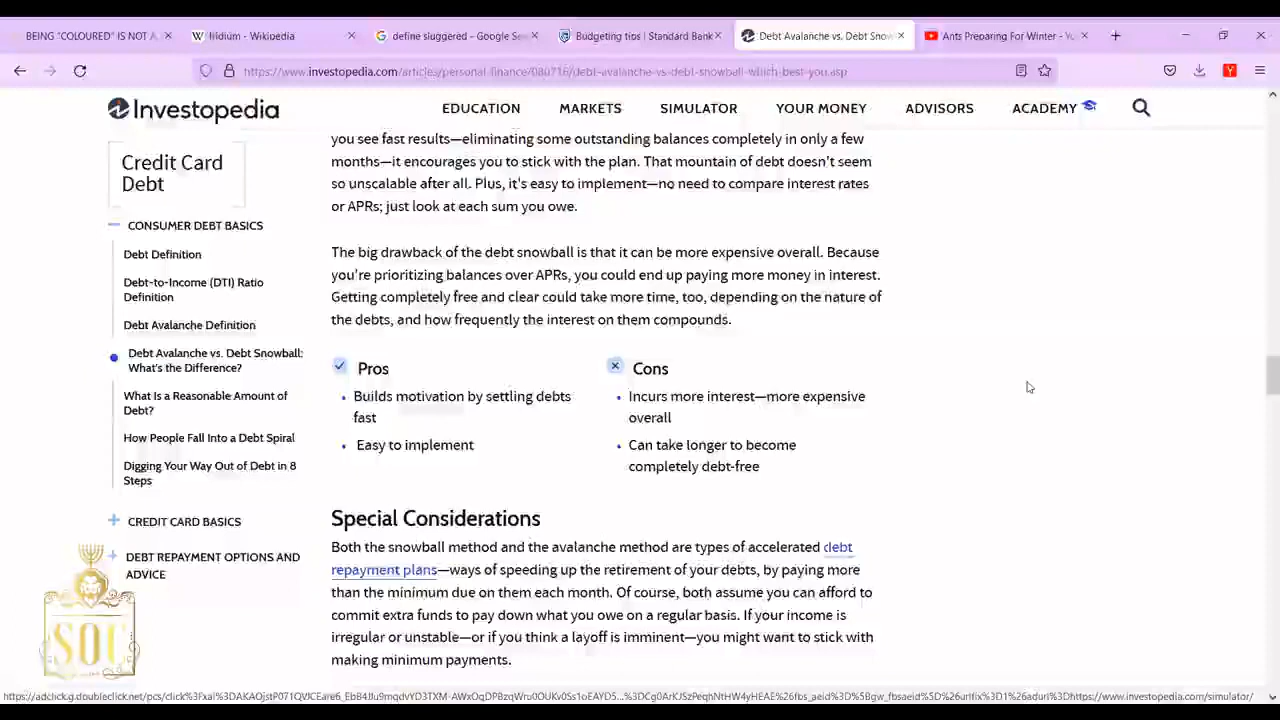 BEING "COLOURED" IS NOT A
Iridium - Wikipedia
define sluggered - Google Se
Budgeting tips | Standard Bank
Debt Avalanche vs. Debt Snow
Ants Preparing For Winter - Yo
https://www.investopedia.com/articles/personal-finance/080716/debt-avalanche-vs-debt-snowball-which-best-you.asp
Investopedia
EDUCATION MARKETS SIMULATOR YOUR MONEY ADVISORS ACADEMY
Credit Card
Debt
CONSUMER DEBT BASICS
Debt Definition
Debt-to-Income (DTI) Ratio
Definition
Debt Avalanche Definition
Debt Avalanche vs. Debt Snowball:
What's the Difference?
What Is a Reasonable Amount of
Debt?
How People Fall Into a Debt Spiral
Digging Your Way Out of Debt in 8
Steps
CREDIT CARD BASICS
DEBT REPAYMENT OPTIONS AND
ADVICE
you see fast results—eliminating some outstanding balances completely in only a few
months—it encourages you to stick with the plan. That mountain of debt doesn't seem
so unscalable after all. Plus, it's easy to implement—no need to compare interest rates
or APRs; just look at each sum you owe.
The big drawback of the debt snowball is that it can be more expensive overall. Because
you're prioritizing balances over APRs, you could end up paying more money in interest.
Getting completely free and clear could take more time, too, depending on the nature of
the debts, and how frequently the interest on them compounds.
Pros
Builds motivation by settling debts
fast
Easy to implement
Cons
Incurs more interest—more expensive
overall
Can take longer to become
completely debt-free
Special Considerations
Both the snowball method and the avalanche method are types of accelerated debt
repayment plans—ways of speeding up the retirement of your debts, by paying more
than the minimum due on them each month. Of course, both assume you can afford to
commit extra funds to pay down what you owe on a regular basis. If your income is
irregular or unstable—or if you think a layoff is imminent—you might want to stick with
making minimum payments.
SOC